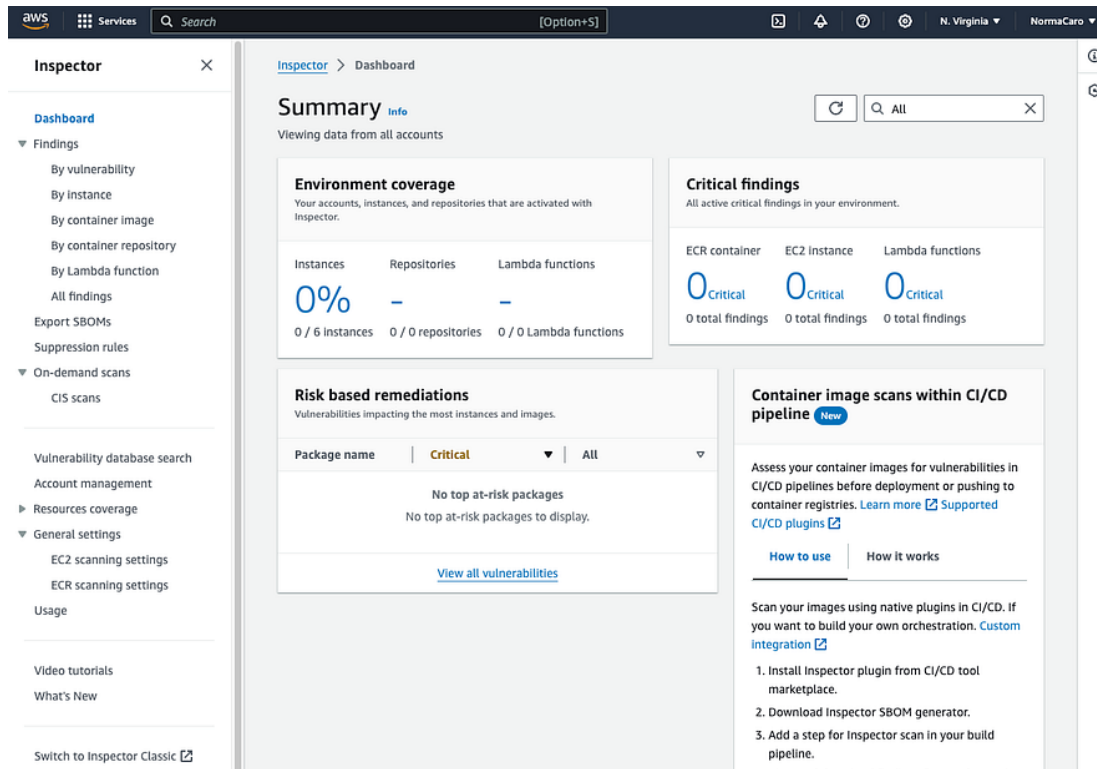 aws
Services
Search
[Option+S]
N. Virginia
NormaCaro
Inspector
Dashboard
Findings
By vulnerability
By instance
By container image
By container repository
By Lambda function
All findings
Export SBOMs
Suppression rules
On-demand scans
CIS scans
Vulnerability database search
Account management
Resources coverage
General settings
EC2 scanning settings
ECR scanning settings
Usage
Video tutorials
What's New
Switch to Inspector Classic
Inspector > Dashboard
Summary Info
Viewing data from all accounts
All
Environment coverage
Your accounts, instances, and repositories that are activated with
Inspector.
Instances
0%
0 / 6 instances
Repositories
–
0 / 0 repositories
Lambda functions
–
0 / 0 Lambda functions
Critical findings
All active critical findings in your environment.
ECR container
0 Critical
0 total findings
EC2 instance
0 Critical
0 total findings
Lambda functions
0 Critical
0 total findings
Risk based remediations
Vulnerabilities impacting the most instances and images.
Package name
Critical
All
No top at-risk packages
No top at-risk packages to display.
View all vulnerabilities
Container image scans within CI/CD
pipeline New
Assess your container images for vulnerabilities in
CI/CD pipelines before deployment or pushing to
container registries. Learn more Supported
CI/CD plugins
How to use
How it works
Scan your images using native plugins in CI/CD. If
you want to build your own orchestration. Custom
integration
1. Install Inspector plugin from CI/CD tool
marketplace.
2. Download Inspector SBOM generator.
3. Add a step for Inspector scan in your build
pipeline.